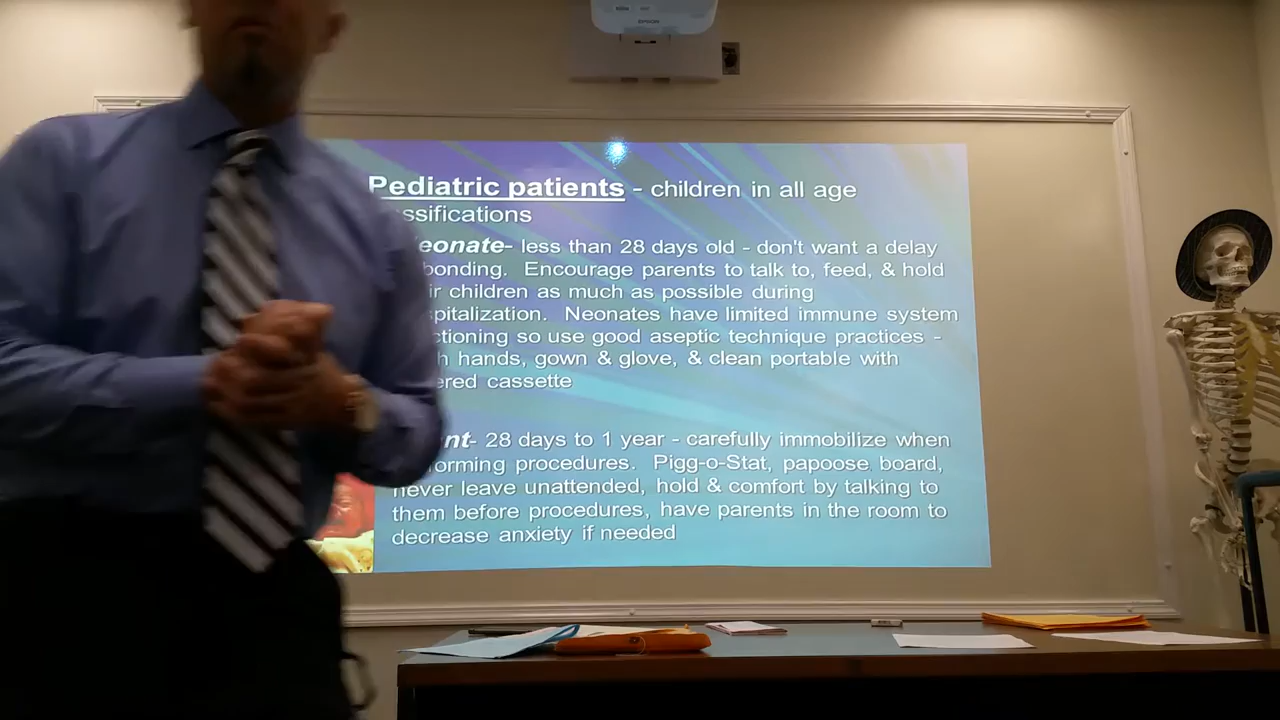 EPSON
Pediatric patients - children in all age
ssifications
eonate- less than 28 days old - don't want a delay
bonding. Encourage parents to talk to, feed, & hold
ir children as much as possible during
spitalization. Neonates have limited immune system
ctioning so use good aseptic technique practices -
h hands, gown & glove, & clean portable with
ered cassette
nt- 28 days to 1 year - carefully immobilize when
forming procedures. Pigg-o-Stat, papoose board,
never leave unattended, hold & comfort by talking to
them before procedures, have parents in the room to
decrease anxiety if needed